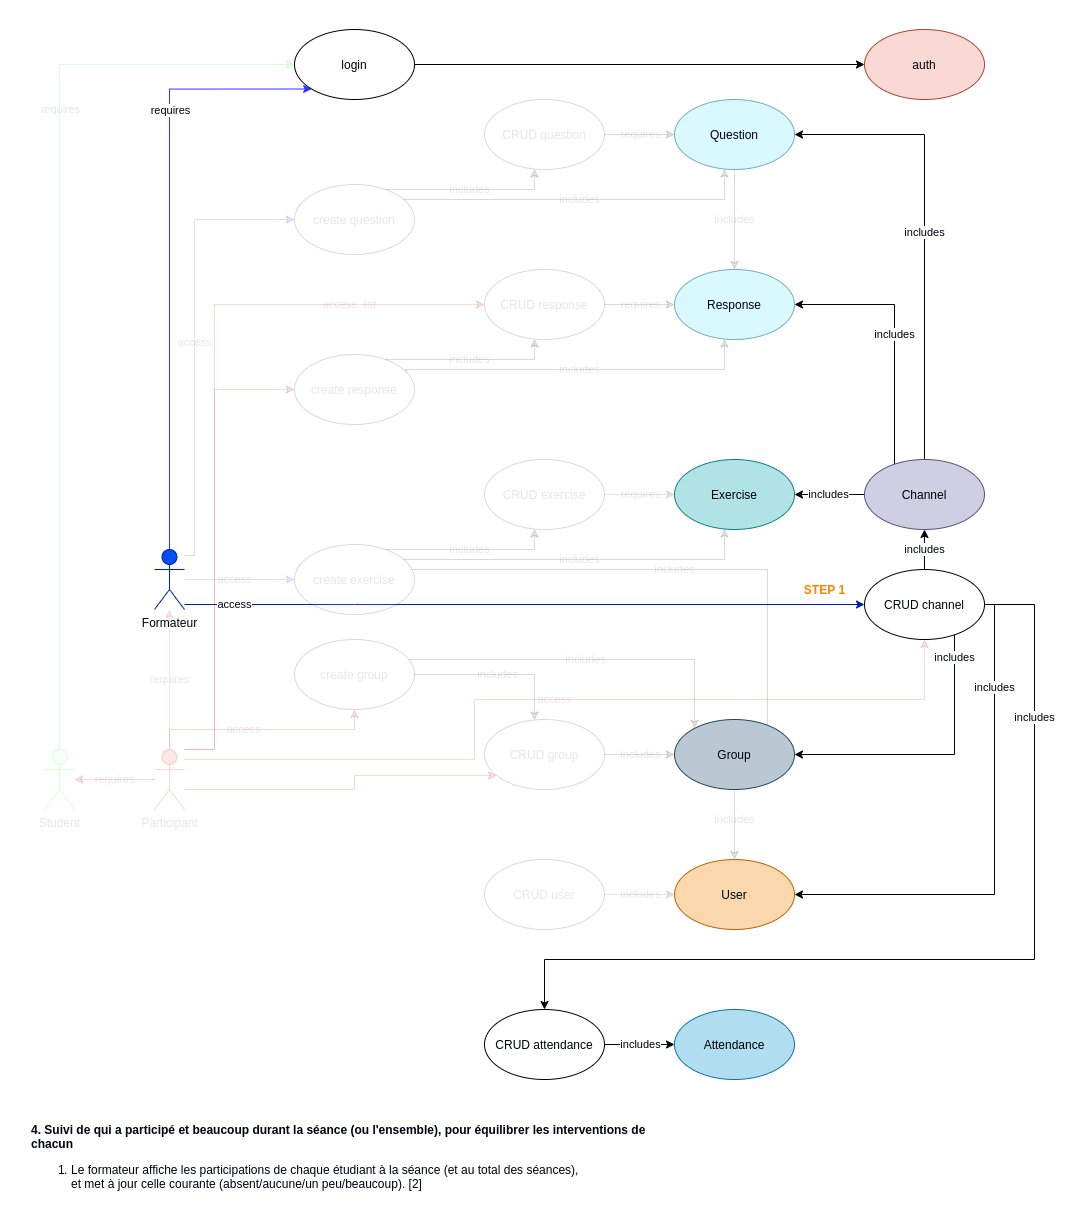 login
auth
requires
requires
CRUD question
requires
Question
includes
includes
create question
includes
includes
access, list
CRUD response
requires
Response
access
includes
includes
includes
create response
CRUD exercise
requires
Exercise
includes
Channel
includes
includes
includes
includes
access
create exercise
STEP 1
access
CRUD channel
Formateur
includes
includes
requires
create group
includes
includes
access
includes
access
CRUD group
includes
Group
requires
Student
Participant
includes
CRUD user
includes
User
CRUD attendance
includes
Attendance
4. Suivi de qui a participé et beaucoup durant la séance (ou l'ensemble), pour équilibrer les interventions de
chacun
1. Le formateur affiche les participations de chaque étudiant à la séance (et au total des séances),
et met à jour celle courante (absent/aucune/un peu/beaucoup). [2]